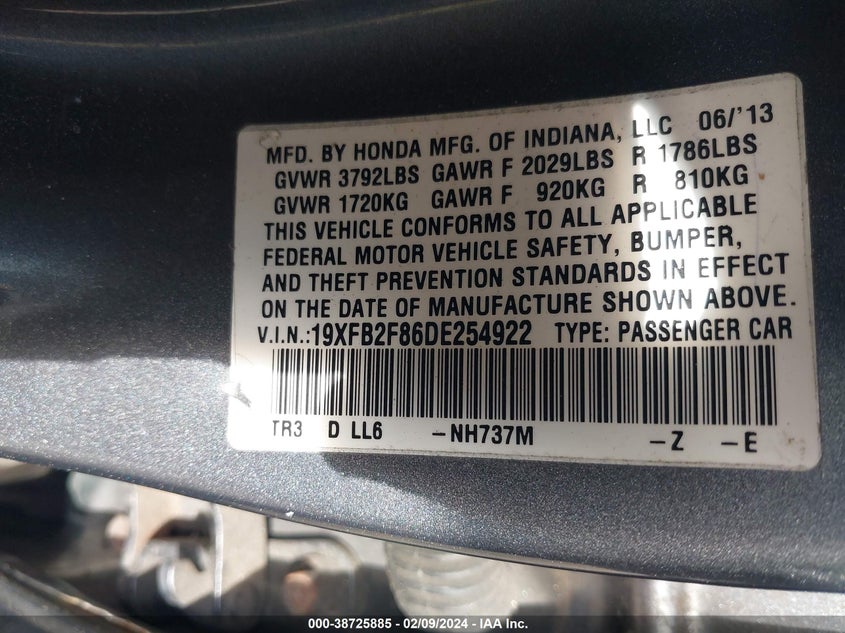 MFD. BY HONDA MFG. OF INDIANA, LLC 06/'13
GVWR 3792LBS GAWR F 2029LBS R 1786LBS
GVWR 1720KG GAWR F 920KG R 810KG
THIS VEHICLE CONFORMS TO ALL APPLICABLE
FEDERAL MOTOR VEHICLE SAFETY, BUMPER,
AND THEFT PREVENTION STANDARDS IN EFFECT
ON THE DATE OF MANUFACTURE SHOWN ABOVE.
V.I.N.:19XFB2F86DE254922 TYPE: PASSENGER CAR
TR3 D LL6 -NH737M -Z -E
000-38725885 - 02/09/2024 - IAA Inc.